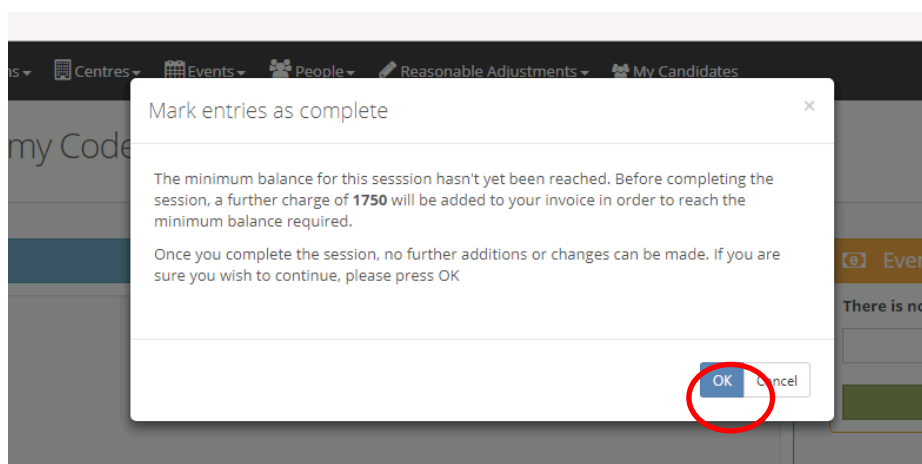 ns Centres Events People Reasonable Adjustments My Candidates
Mark entries as complete ×
my Code
The minimum balance for this sesssion hasn't yet been reached. Before completing the
session, a further charge of 1750 will be added to your invoice in order to reach the
minimum balance required.
Once you complete the session, no further additions or changes can be made. If you are
sure you wish to continue, please press OK
Even
There is no
OK Cancel